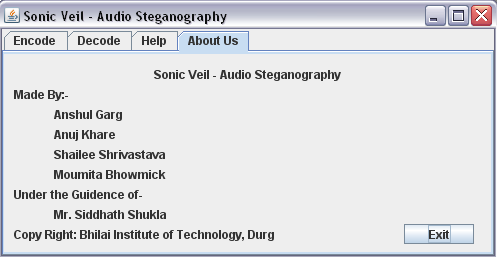 Sonic Veil - Audio Steganography
Encode Decode Help About Us
Sonic Veil - Audio Steganography
Made By:-
Anshul Garg
Anuj Khare
Shailee Shrivastava
Moumita Bhowmick
Under the Guidence of-
Mr. Siddhath Shukla
Copy Right: Bhilai Institute of Technology, Durg
Exit